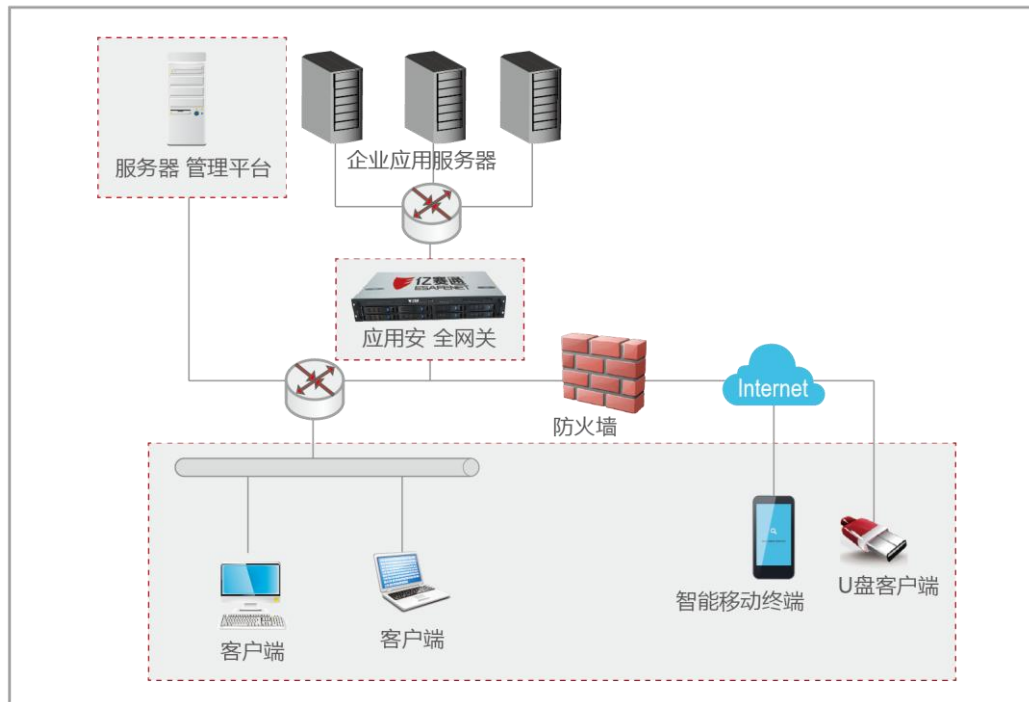 服务器 管理平台
企业应用服务器
亿赛通
ESAFENET
应用安 全网关
防火墙
Internet
智能移动终端
U盘客户端
客户端
客户端